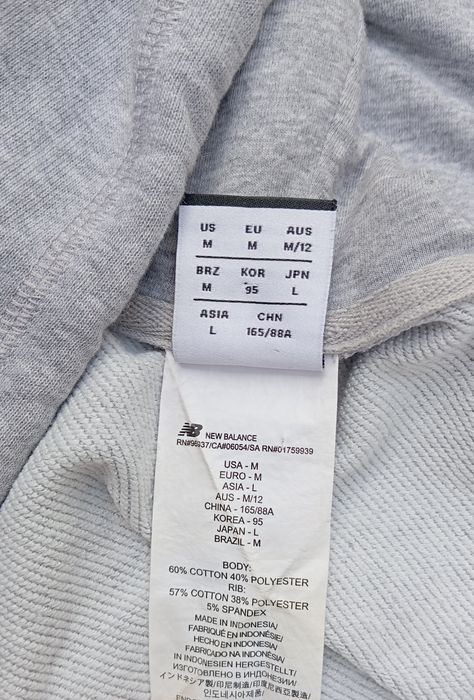 US EU AUS
M M M/12
BRZ KOR JPN
M 95 L
ASIA CHN
L 165/88A
NEW BALANCE
RN#96937/CA#06054/SA RN#01759939
USA - M
EURO - M
ASIA - L
AUS - M/12
CHINA - 165/88A
KOREA - 95
JAPAN - L
BRAZIL - M
BODY:
60% COTTON 40% POLYESTER
RIB:
57% COTTON 38% POLYESTER
5% SPANDEX
MADE IN INDONESIA/
FABRIQUÉ EN INDONÉSIE/
HECHO EN INDONESIA/
FABRICADO NA INDONÉSIA/
IN INDONESIEN HERGESTELLT/
ИЗГОТОВЛЕНО В ИНДОНЕЗИИ/
インドネシア製/印尼制造/印度尼西亚製/
인도네시아제품/